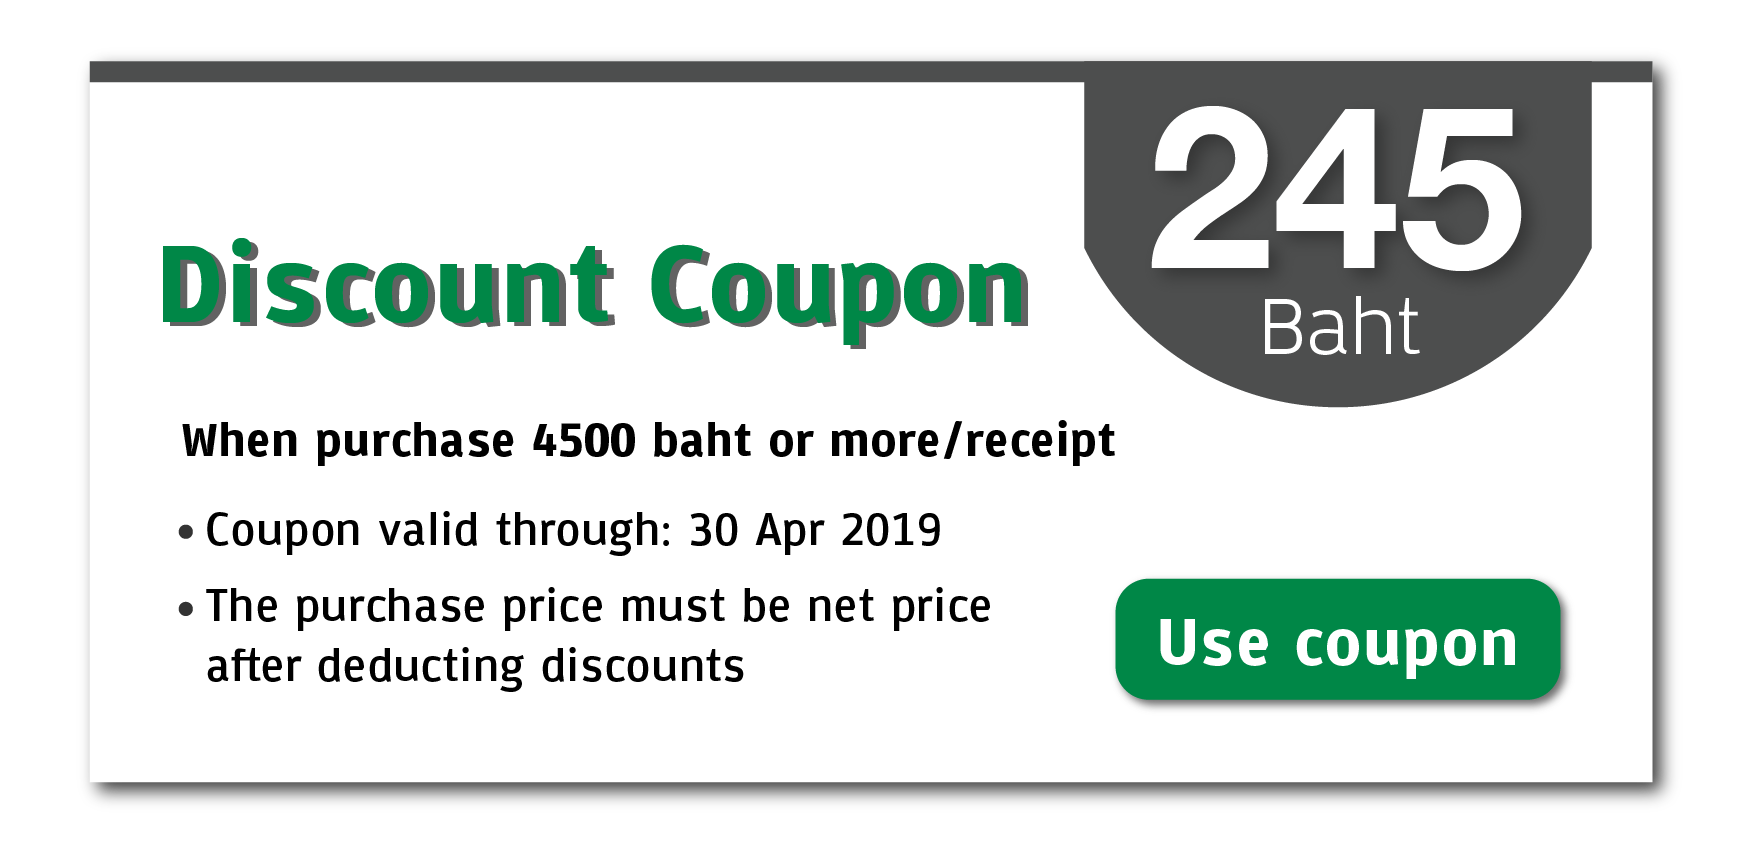 245
Baht
Discount Coupon
When purchase 4500 baht or more/receipt
• Coupon valid through: 30 Apr 2019
• The purchase price must be net price
after deducting discounts
Use coupon